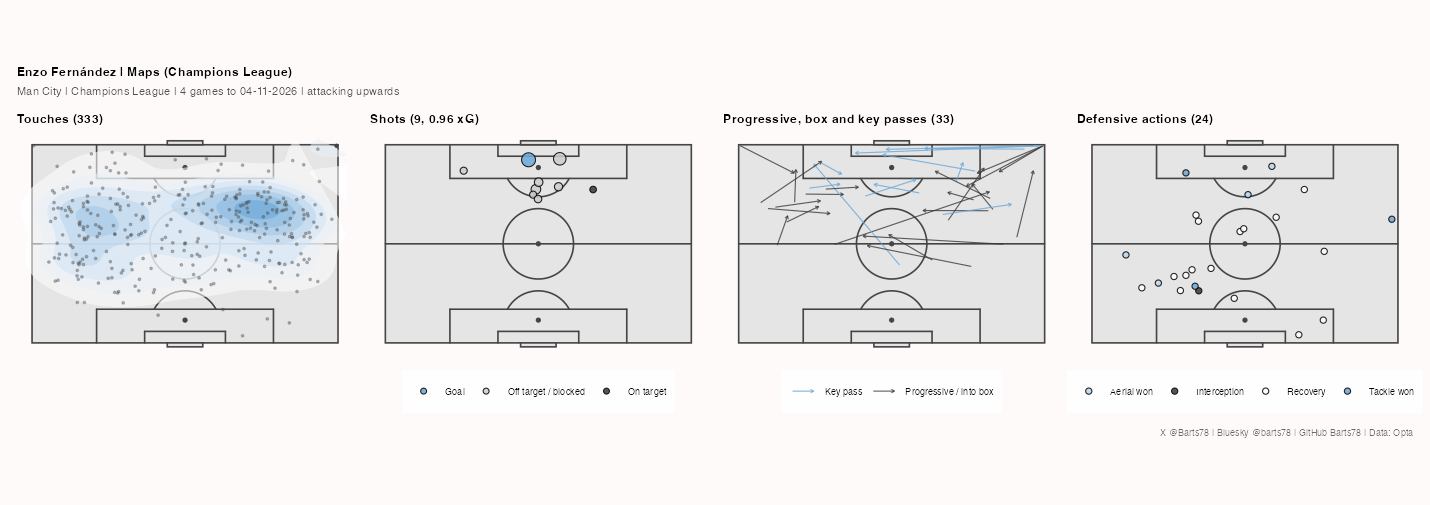 Enzo Fernández | Maps (Champions League)
Man City | Champions League | 4 games to 04-11-2026 | attacking upwards
Touches (333)
Shots (9, 0.96 xG)
Progressive, box and key passes (33)
Defensive actions (24)
Goal
Off target / blocked
On target
Key pass
Progressive / into box
Aerial won
Interception
Recovery
Tackle won
X @Barts78 | Bluesky @barts78 | GitHub Barts78 | Data: Opta